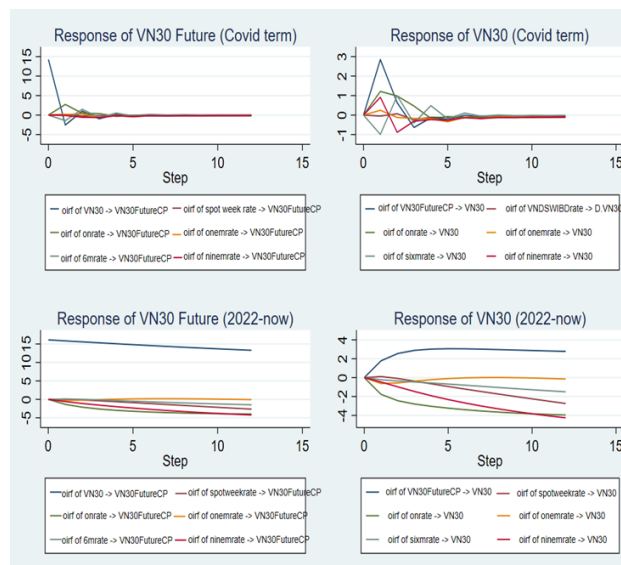 Response of VN30 Future (Covid term)
-5 0 5 10 15
0 5 10 15
Step
oirf of VN30 -> VN30FutureCP
oirf of spot week rate -> VN30FutureCP
oirf of onrate -> VN30FutureCP
oirf of onemrate -> VN30FutureCP
oirf of 6mrate -> VN30FutureCP
oirf of ninemrate -> VN30FutureCP
Response of VN30 (Covid term)
-1 0 1 2 3
0 5 10 15
Step
oirf of VN30FutureCP -> VN30
oirf of VNDSWIBDrate -> D.VN30
oirf of onrate -> VN30
oirf of onemrate -> VN30
oirf of sixmrate -> VN30
oirf of ninemrate -> VN30
Response of VN30 Future (2022-now)
-5 0 5 10 15
0 5 10 15
Step
oirf of VN30 -> VN30FutureCP
oirf of spotweekrate -> VN30FutureCP
oirf of onrate -> VN30FutureCP
oirf of onemrate -> VN30FutureCP
oirf of 6mrate -> VN30FutureCP
oirf of ninemrate -> VN30FutureCP
Response of VN30 (2022-now)
-4 -2 0 2 4
0 5 10 15
Step
oirf of VN30FutureCP -> VN30
oirf of spotweekrate -> VN30
oirf of onrate -> VN30
oirf of onemrate -> VN30
oirf of sixmrate -> VN30
oirf of ninemrate -> VN30